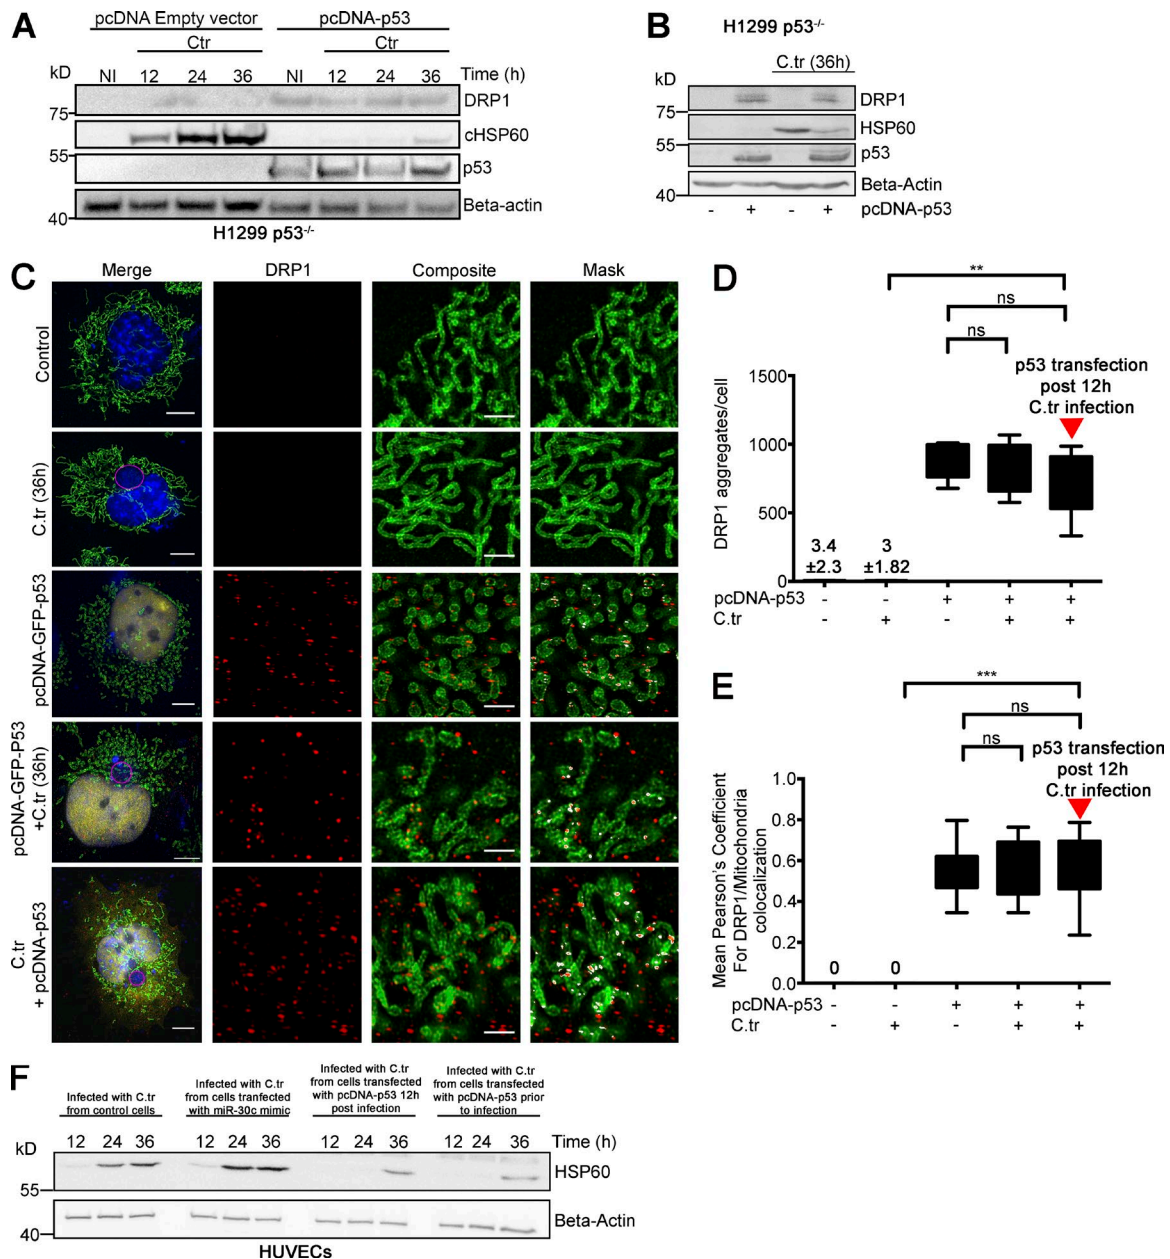 A
pcDNA Empty vector
pcDNA-p53
Ctr
Ctr
kD
NI 12 24 36 NI 12 24 36 Time (h)
DRP1
75
cHSP60
55
p53
Beta-actin
40
H1299 p53-/-
B
H1299 p53-/-
C.tr (36h)
kD
DRP1
75
HSP60
55
p53
Beta-Actin
40
- + - + pcDNA-p53
C
Merge DRP1 Composite Mask
Control
C.tr (36h)
pcDNA-GFP-p53
pcDNA-GFP-P53
+C.tr (36h)
C.tr
+ pcDNA-p53
D
**
ns
ns
p53 transfection
post 12h
C.tr infection
DRP1 aggregates/cell
1500
1000
500
0
3.4
±2.3
3
±1.82
pcDNA-p53 - - + + +
C.tr - + - + +
E
***
ns
ns
p53 transfection
post 12h
C.tr infection
Mean Pearson's Coefficient
For DRP1/Mitochondria
colocalization
1.0
0.8
0.6
0.4
0.2
0.0
0 0
pcDNA-p53 - - + + +
C.tr - + - + +
F
Infected with C.tr
from control cells
Infected with C.tr
from cells tranfected
with miR-30c mimic
Infected with C.tr
from cells transfected
with pcDNA-p53 12h
post infection
Infected with C.tr
from cells transfected
with pcDNA-p53 prior
to infection
kD
12 24 36 12 24 36 12 24 36 12 24 36 Time (h)
HSP60
55
Beta-Actin
40
HUVECs